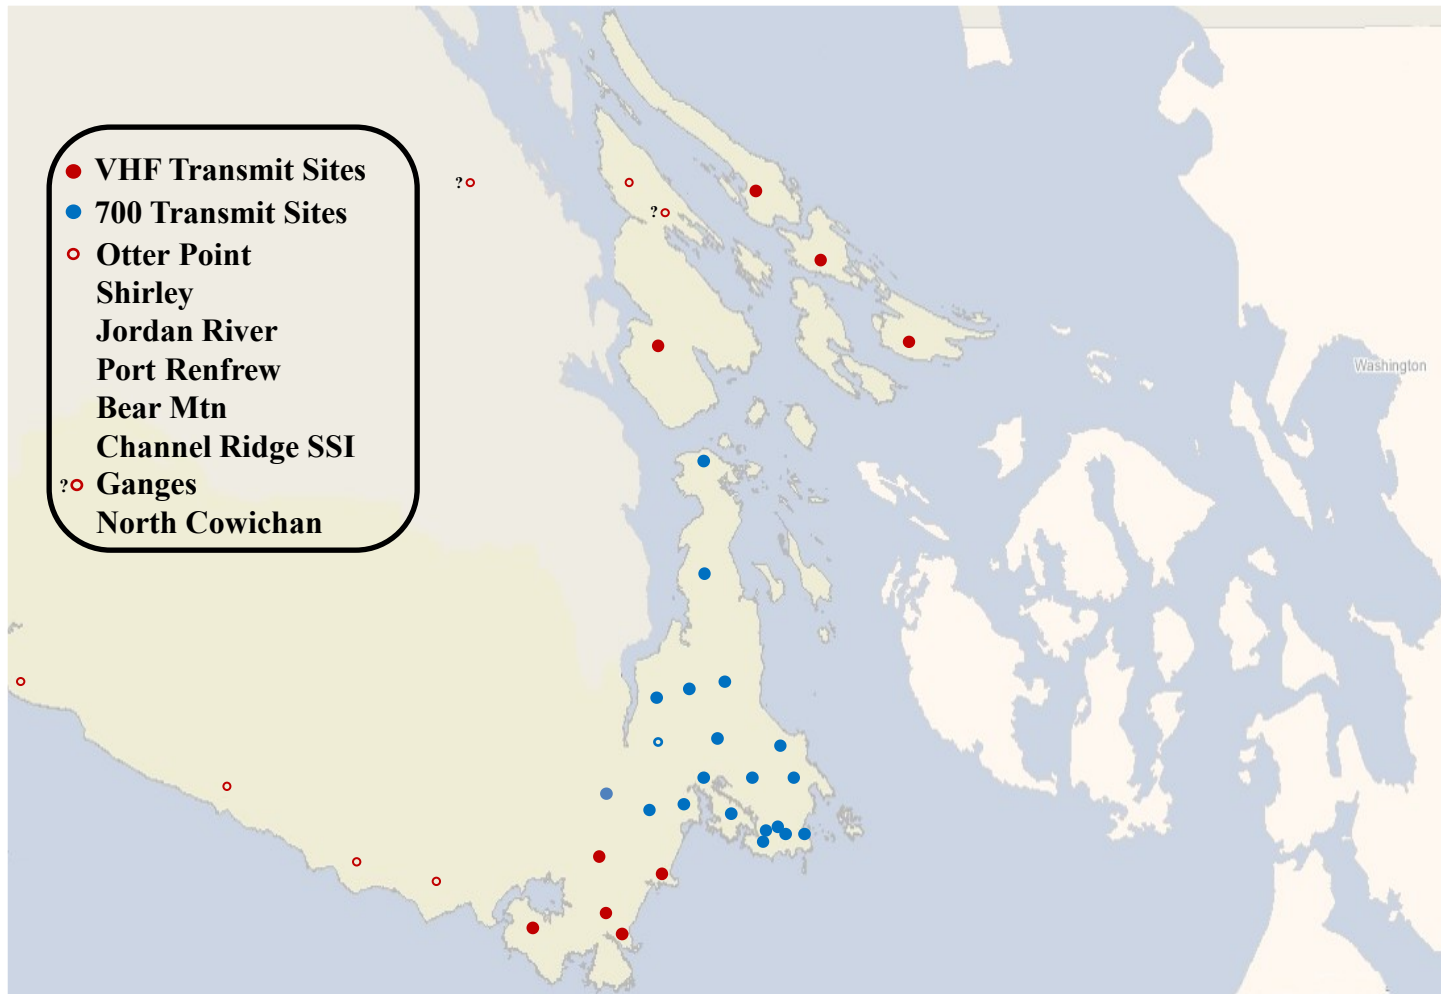 VHF Transmit Sites
?
700 Transmit Sites
?
Otter Point
Shirley
Jordan River
Port Renfrew
Washington
Bear Mtn
Channel Ridge SSI
? Ganges
North Cowichan